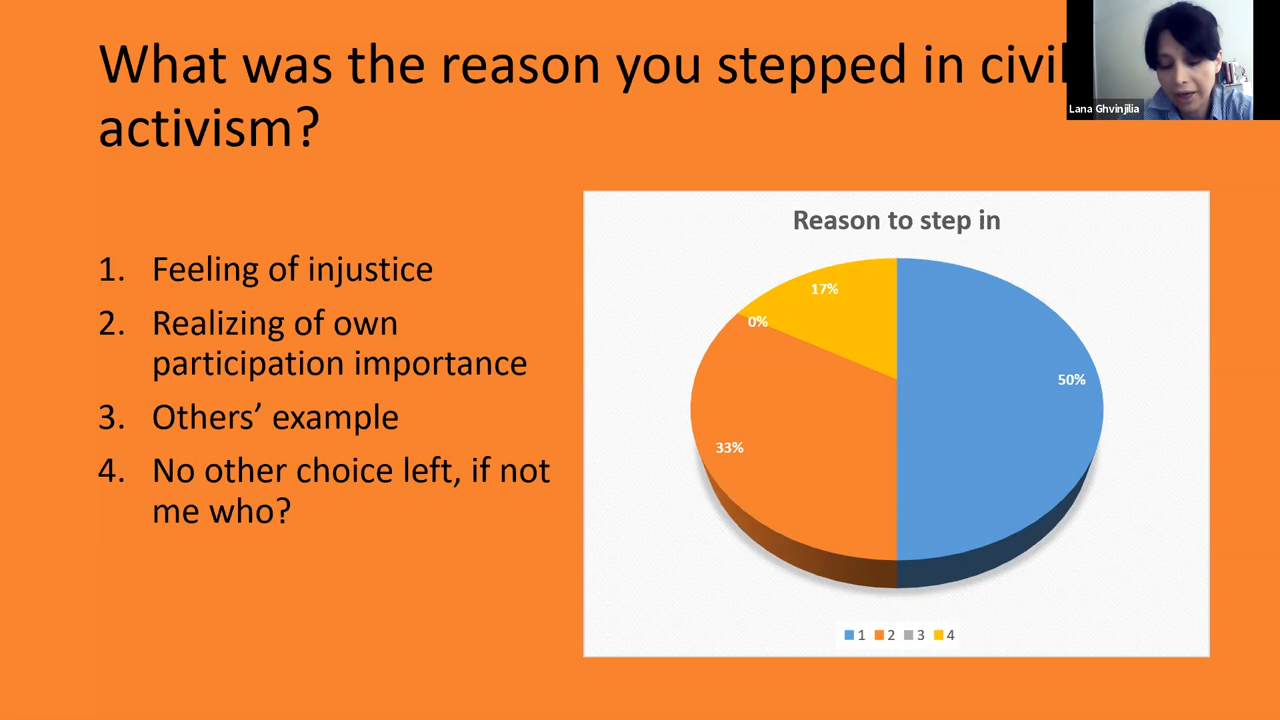 What was the reason you stepped in civil
activism?
Lana Ghvinjilia
1. Feeling of injustice
2. Realizing of own
participation importance
3. Others’ example
4. No other choice left, if not
me who?
Reason to step in
17%
0%
50%
33%
1 2 3 4